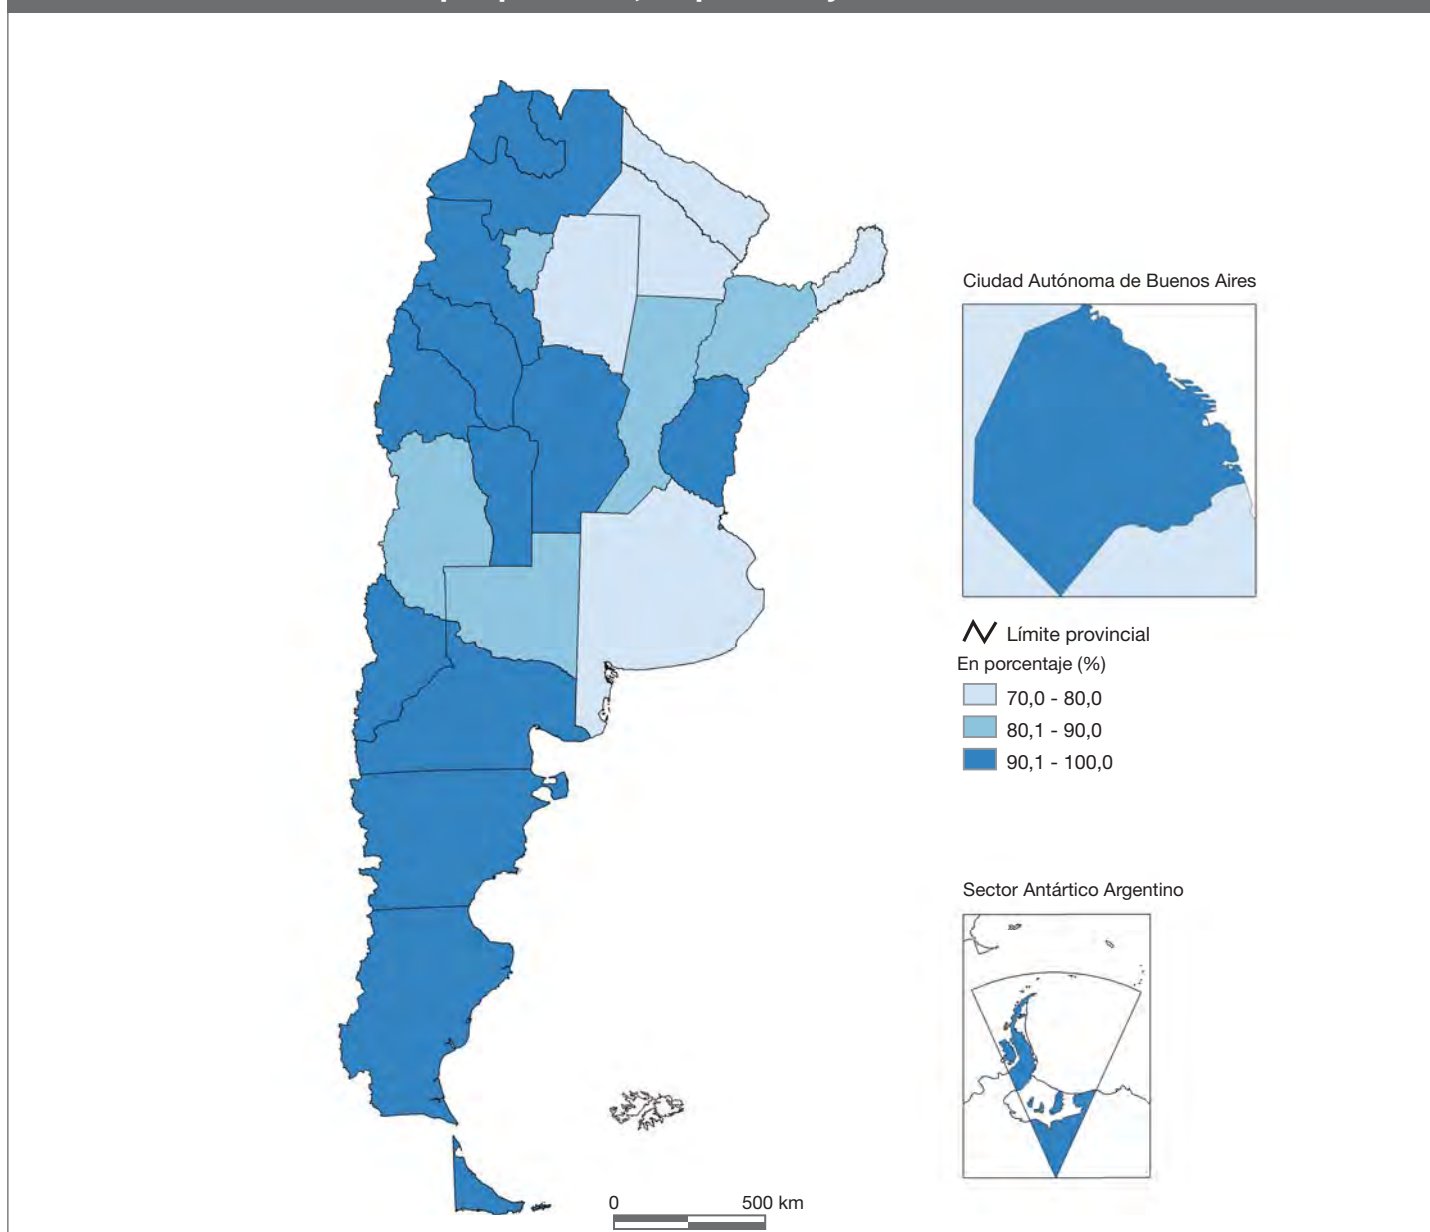 Ciudad Autónoma de Buenos Aires
Límite provincial
En porcentaje (%)
70,0 - 80,0
80,1 - 90,0
90,1 - 100,0
Sector Antártico Argentino
0 500 km